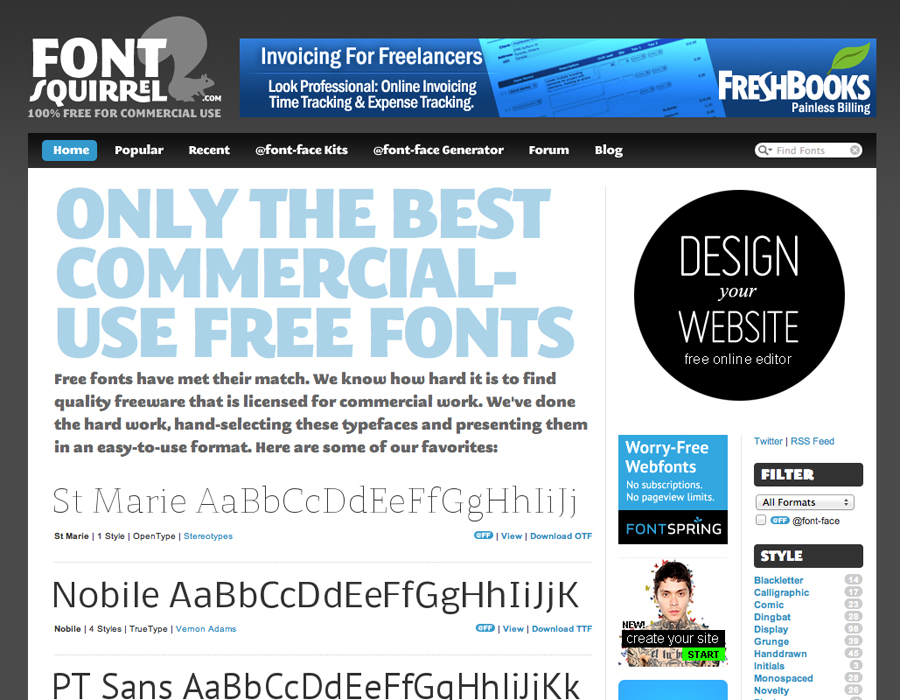 FONT
SQUIRREL
.COM
100% FREE FOR COMMERCIAL USE
Invoicing For Freelancers
Look Professional: Online Invoicing
Time Tracking & Expense Tracking.
FRESHBOOKS
Painless Billing
Home Popular Recent @font-face Kits @font-face Generator Forum Blog
Find Fonts
ONLY THE BEST
COMMERCIAL-
USE FREE FONTS
Free fonts have met their match. We know how hard it is to find
quality freeware that is licensed for commercial work. We've done
the hard work, hand-selecting these typefaces and presenting them
in an easy-to-use format. Here are some of our favorites:
St Marie AaBbCcDdEeFfGgHhIiJj
St Marie | 1 Style | OpenType | Stereotypes
@FF | View | Download OTF
Nobile AaBbCcDdEeFfGgHhIiJjK
Nobile | 4 Styles | TrueType | Vernon Adams
@FF | View | Download TTF
PT Sans AaBbCcDdEeFfGgHhIiJjKk
DESIGN
your
WEBSITE
free online editor
Worry-Free
Webfonts
No subscriptions.
No pageview limits.
FONTSPRING
NEW!
create your site
START
Twitter | RSS Feed
FILTER
All Formats
@FF @font-face
STYLE
Blackletter 14
Calligraphic 17
Comic 23
Dingbat 28
Display 98
Grunge 39
Handdrawn 45
Initials 3
Monospaced 28
Novelty 26